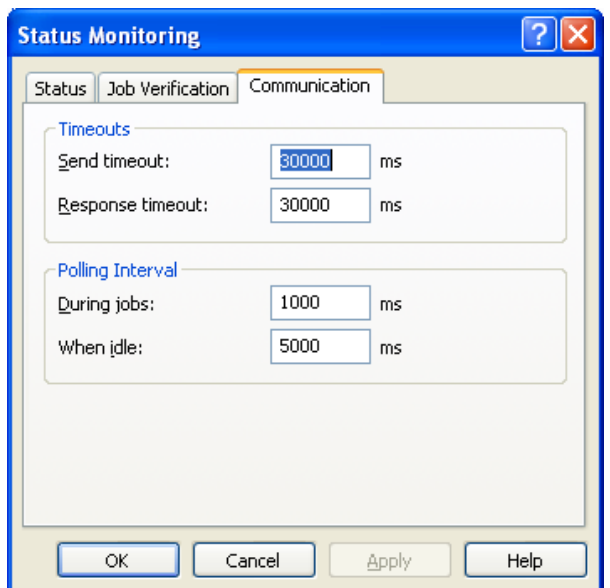 Status Monitoring
Status Job Verification Communication
Timeouts
Send timeout: 30000 ms
Response timeout: 30000 ms
Polling Interval
During jobs: 1000 ms
When idle: 5000 ms
OK Cancel Apply Help